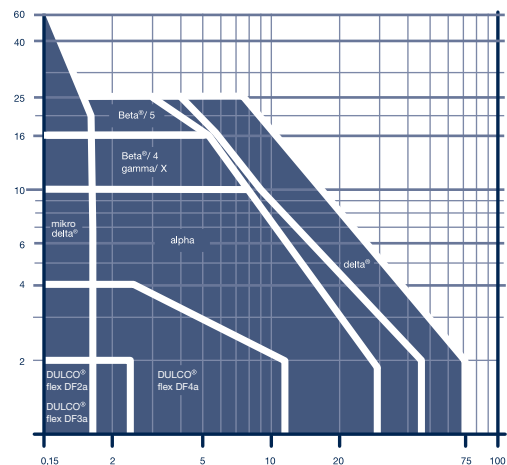 60
40
25
Beta®/ 5
16
Beta®/ 4
gamma/ X
10
mikro
delta®
alpha
6
delta®
4
2
DULCO®
flex DF2a
DULCO®
flex DF4a
DULCO®
flex DF3a
0.15 2 5 10 20 75 100